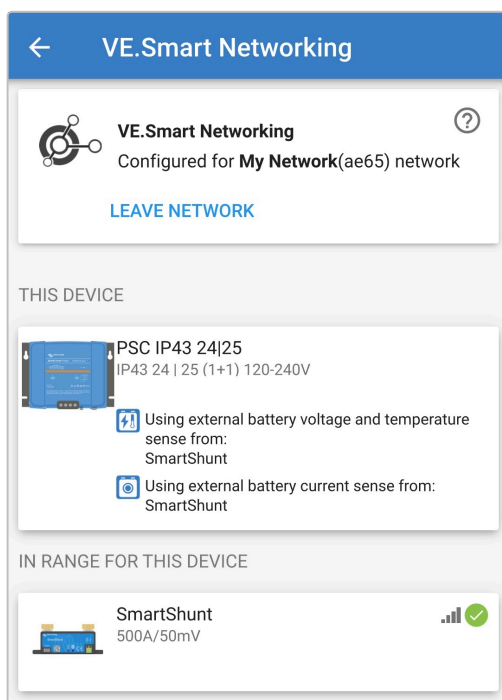 VE.Smart Networking
VE.Smart Networking
Configured for My Network(ae65) network
LEAVE NETWORK
THIS DEVICE
PSC IP43 24|25
IP43 24 | 25 (1+1) 120-240V
Using external battery voltage and temperature
sense from:
SmartShunt
Using external battery current sense from:
SmartShunt
IN RANGE FOR THIS DEVICE
SmartShunt
500A/50mV